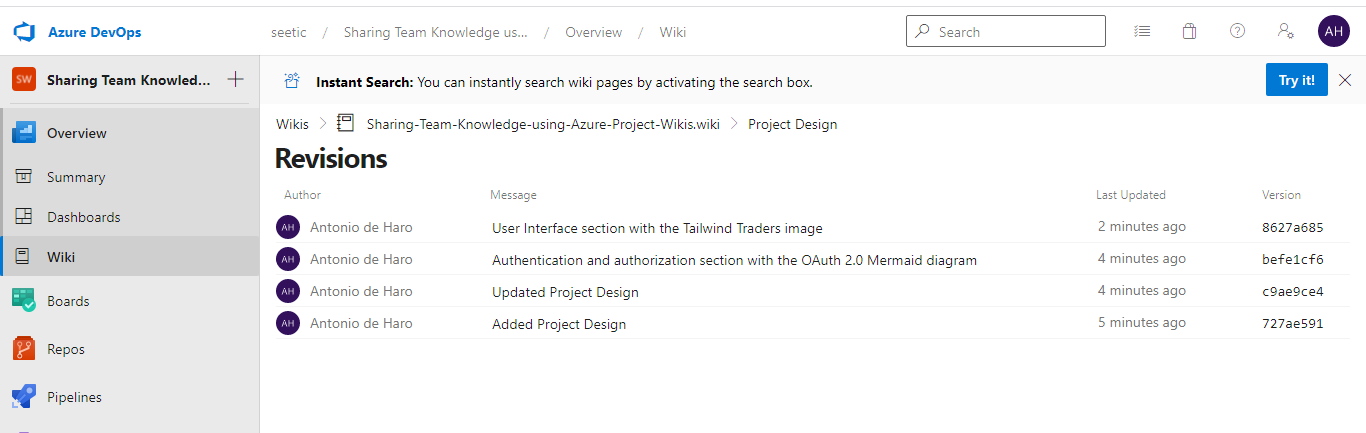 Azure DevOps
seetic / Sharing Team Knowledge us... / Overview / Wiki
Search
AH
SW Sharing Team Knowled...
Overview
Summary
Dashboards
Wiki
Boards
Repos
Pipelines
Instant Search: You can instantly search wiki pages by activating the search box.
Try it!
Wikis > Sharing-Team-Knowledge-using-Azure-Project-Wikis.wiki > Project Design
Revisions
Author Message Last Updated Version
AH Antonio de Haro User Interface section with the Tailwind Traders image 2 minutes ago 8627a685
AH Antonio de Haro Authentication and authorization section with the OAuth 2.0 Mermaid diagram 4 minutes ago befe1cf6
AH Antonio de Haro Updated Project Design 4 minutes ago c9ae9ce4
AH Antonio de Haro Added Project Design 5 minutes ago 727ae591